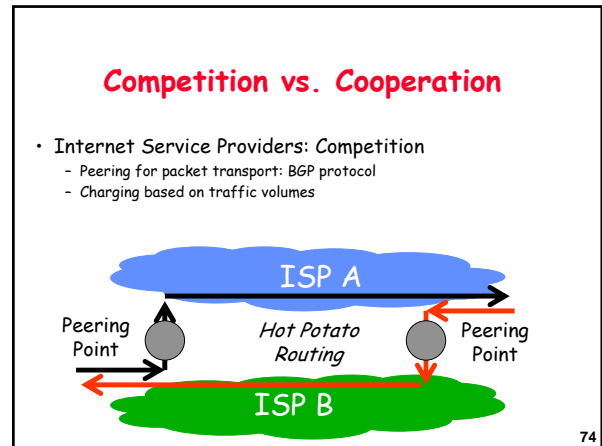 Competition vs. Cooperation
• Internet Service Providers: Competition
– Peering for packet transport: BGP protocol
– Charging based on traffic volumes
ISP A
Peering
Point
Hot Potato
Routing
Peering
Point
ISP B
74